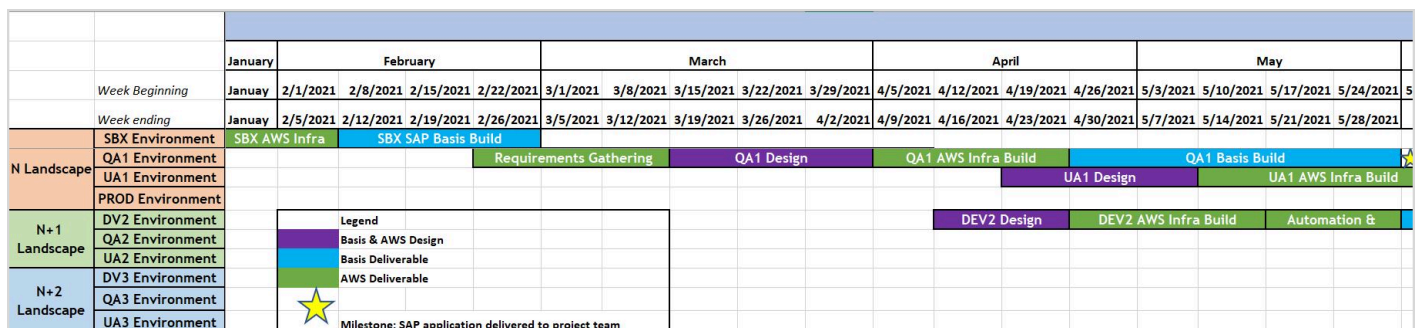 January February March April May
Week Beginning Januay 2/1/2021 2/8/2021 2/15/2021 2/22/2021 3/1/2021 3/8/2021 3/15/2021 3/22/2021 3/29/2021 4/5/2021 4/12/2021 4/19/2021 4/26/2021 5/3/2021 5/10/2021 5/17/2021 5/24/2021 5
Week ending Januay 2/5/2021 2/12/2021 2/19/2021 2/26/2021 3/5/2021 3/12/2021 3/19/2021 3/26/2021 4/2/2021 4/9/2021 4/16/2021 4/23/2021 4/30/2021 5/7/2021 5/14/2021 5/21/2021 5/28/2021
N Landscape
SBX Environment SBX AWS Infra SBX SAP Basis Build
QA1 Environment Requirements Gathering QA1 Design QA1 AWS Infra Build QA1 Basis Build
UA1 Environment UA1 Design UA1 AWS Infra Build
PROD Environment
N+1
Landscape
DV2 Environment Legend DEV2 Design DEV2 AWS Infra Build Automation &
QA2 Environment Basis & AWS Design
UA2 Environment Basis Deliverable
N+2
Landscape
DV3 Environment AWS Deliverable
QA3 Environment
UA3 Environment Milestone: SAP application delivered to project team